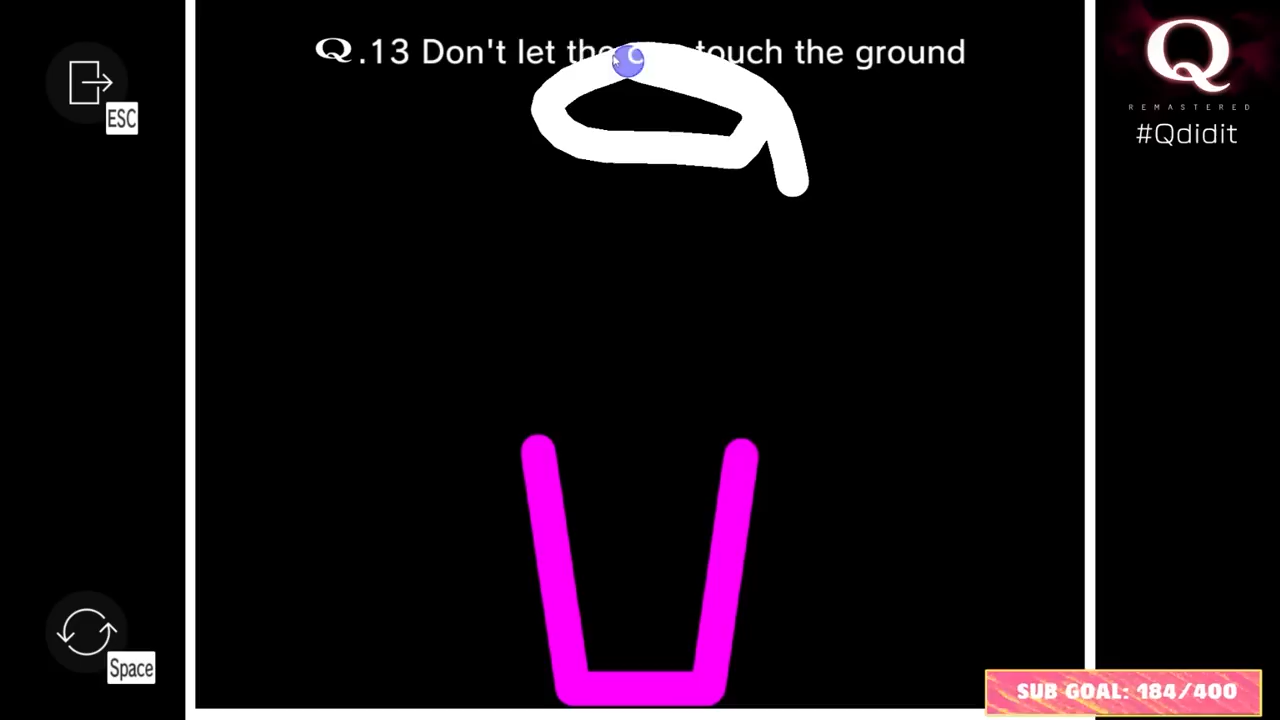 Q.13 Don't let the touch the ground
ESC
Q
REMASTERED
#Qdidit
Space
SUB GOAL: 184/400